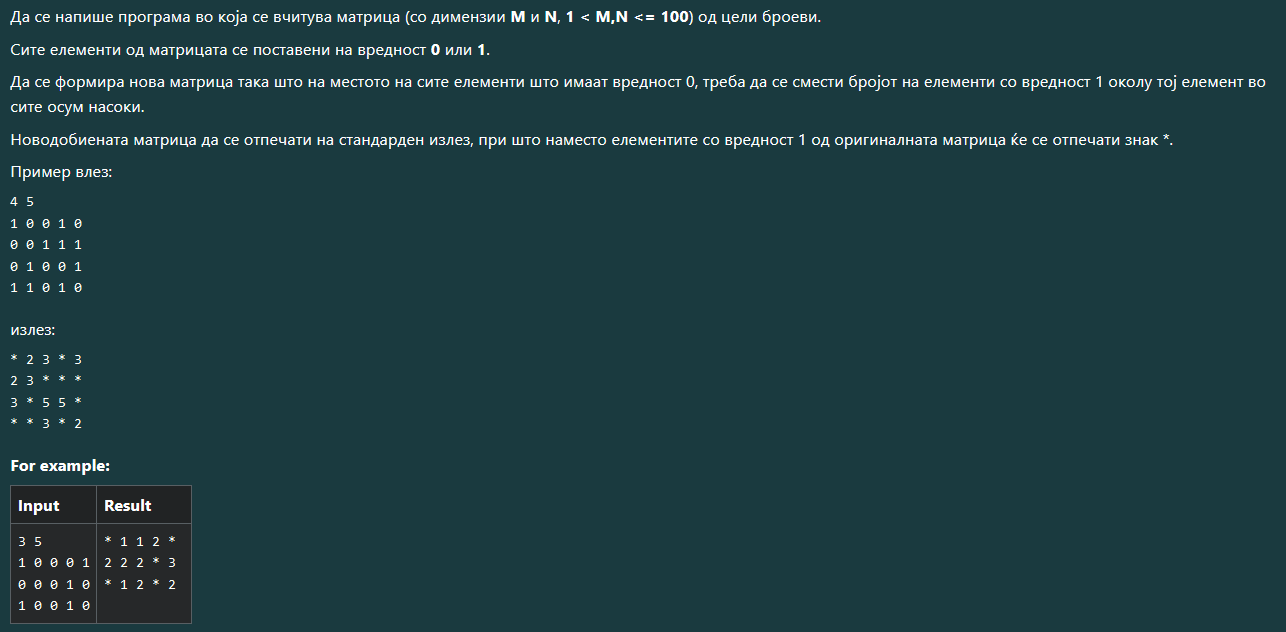 Да се напише програма во која се вчитува матрица (со димензии M и N, 1 < M,N <= 100) од цели броеви.
Сите елементи од матрицата се поставени на вредност 0 или 1.
Да се формира нова матрица така што на местото на сите елементи што имаат вредност 0, треба да се смести бројот на елементи со вредност 1 околу тој елемент во
сите осум насоки.
Новодобиената матрица да се отпечати на стандарден излез, при што наместо елементите со вредност 1 од оригиналната матрица ќе се отпечати знак *.
Пример влез:
4 5
1 0 0 1 0
0 0 1 1 1
0 1 0 0 1
1 1 0 1 0
излез:
* 2 3 * 3
2 3 * * *
3 * 5 5 *
* * 3 * 2
For example:
Input Result
3 5 * 1 1 2 *
1 0 0 0 1 2 2 2 * 3
0 0 0 1 0 * 1 2 * 2
1 0 0 1 0